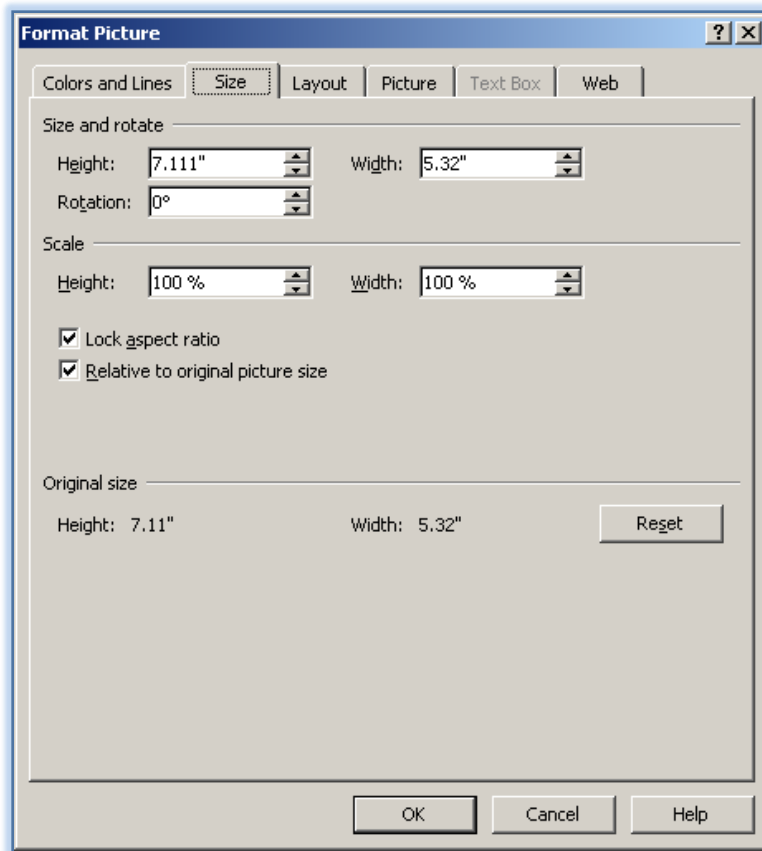 Format Picture
Colors and Lines Size Layout Picture Text Box Web
Size and rotate
Height: 7.111" Width: 5.32"
Rotation: 0°
Scale
Height: 100 % Width: 100 %
Lock aspect ratio
Relative to original picture size
Original size
Height: 7.11" Width: 5.32" Reset
OK Cancel Help